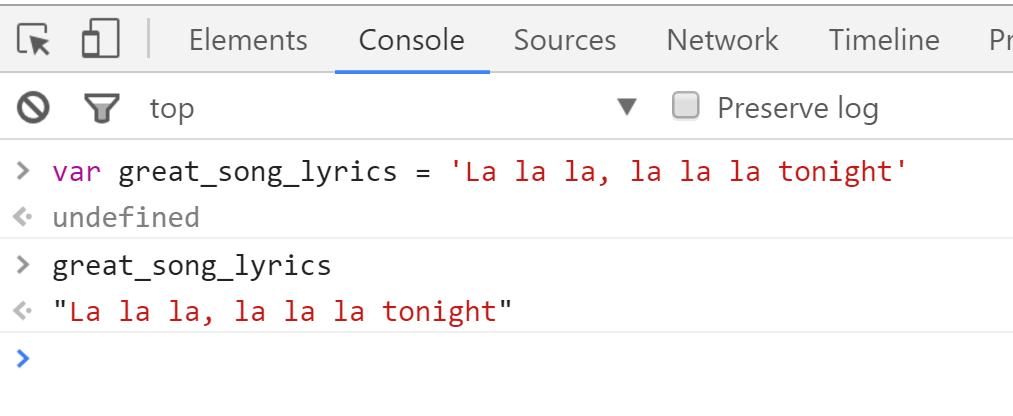 Elements Console Sources Network Timeline Pr
top Preserve log
> var great_song_lyrics = 'La la la, la la la tonight'
undefined
> great_song_lyrics
"La la la, la la la tonight"
>